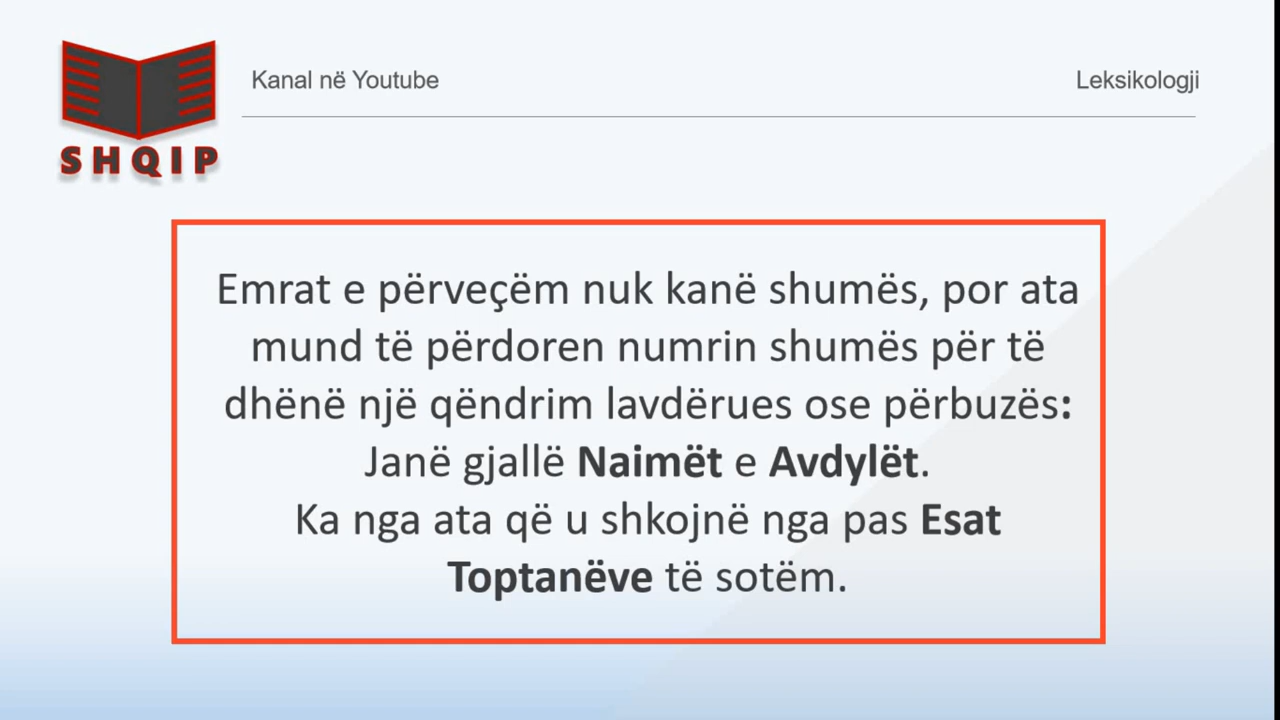 Kanal në Youtube
Leksikologji
SHQIP
Emrat e përveçëm nuk kanë shumës, por ata
mund të përdoren numrin shumës për të
dhënë një qëndrim lavdërues ose përbuzës:
Janë gjallë Naimët e Avdylët.
Ka nga ata që u shkojnë nga pas Esat
Toptanëve të sotëm.